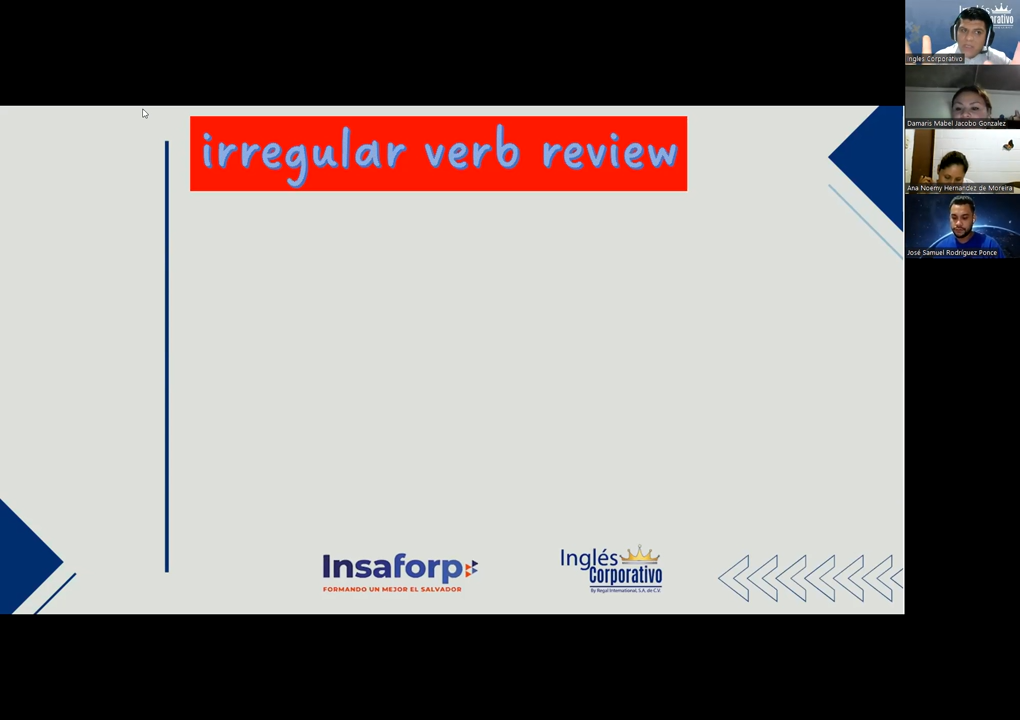 irregular verb review
Inglés Corporativo
Damaris Mabel Jacobo Gonzalez
Ana Noemy Hernandez de Moreira
José Samuel Rodríguez Ponce
Insaforp
FORMANDO UN MEJOR EL SALVADOR
Inglés
Corporativo
By Regal International, S.A. de C.V.